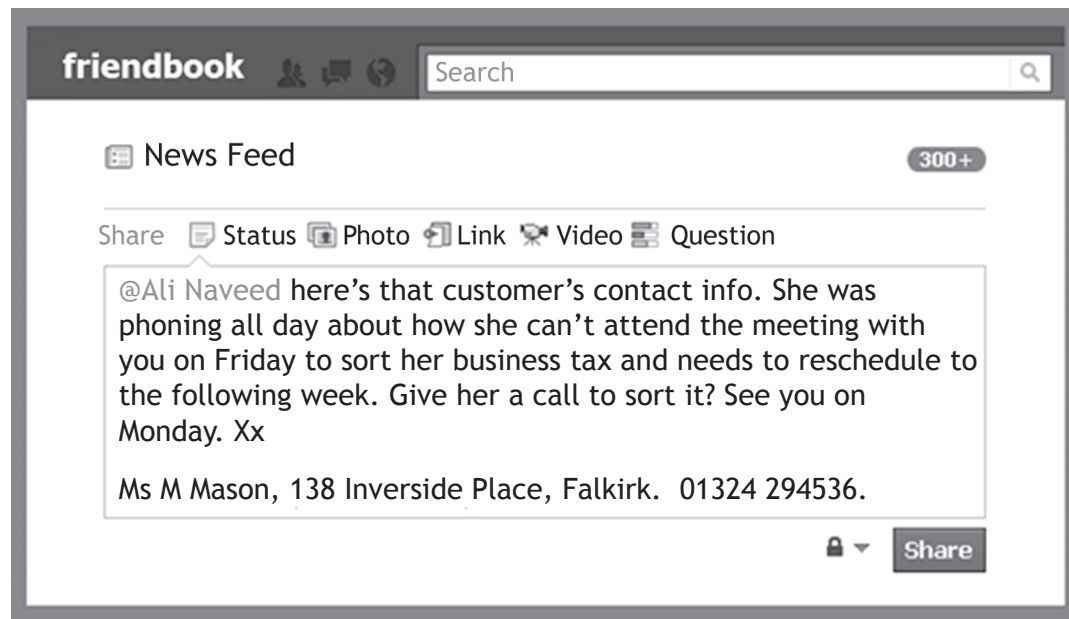 friendbook
Search
News Feed
300+
Share Status Photo Link Video Question
@Ali Naveed here’s that customer’s contact info. She was
phoning all day about how she can’t attend the meeting with
you on Friday to sort her business tax and needs to reschedule to
the following week. Give her a call to sort it? See you on
Monday. Xx
Ms M Mason, 138 Inverside Place, Falkirk. 01324 294536.
Share